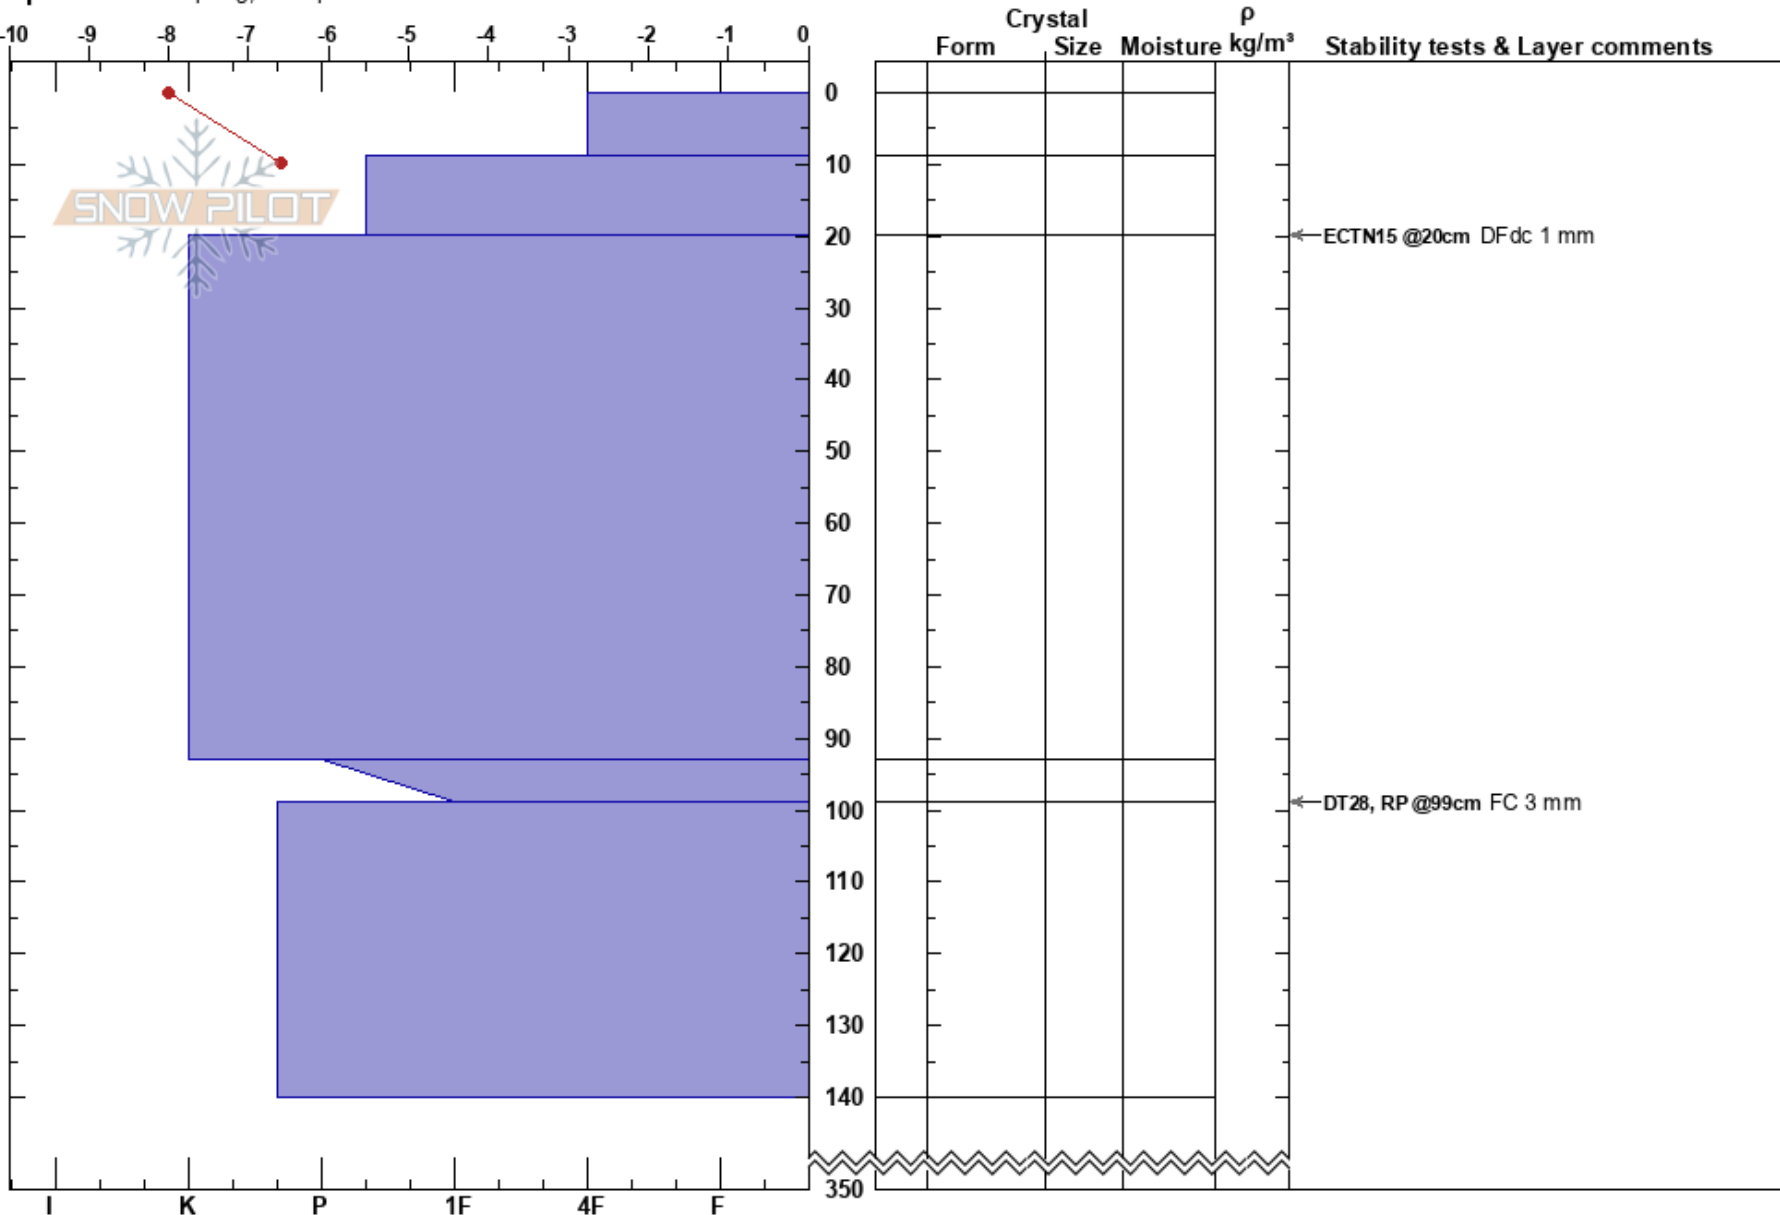 Crystal ρ
-10 -9 -8 -7 -6 -5 -4 -3 -2 -1 0
Form Size Moisture kg/m³ Stability tests & Layer comments
0
10
SNOW PILOT
20 ECTN15 @20cm DFdc 1 mm
30
40
50
60
70
80
90
100 DT28, RP @99cm FC 3 mm
110
120
130
140
350
I K P 1F 4F F